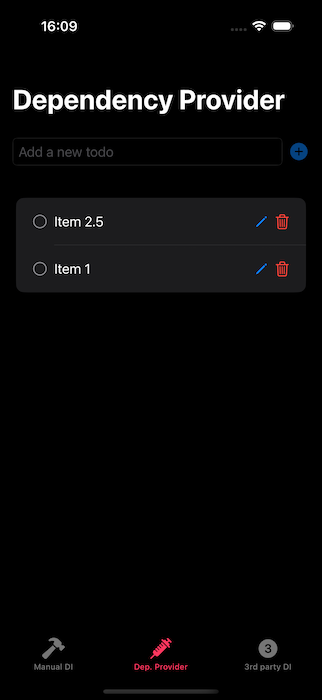 16:09
Dependency Provider
Add a new todo
Item 2.5
Item 1
3
Manual DI
Dep. Provider
3rd party DI